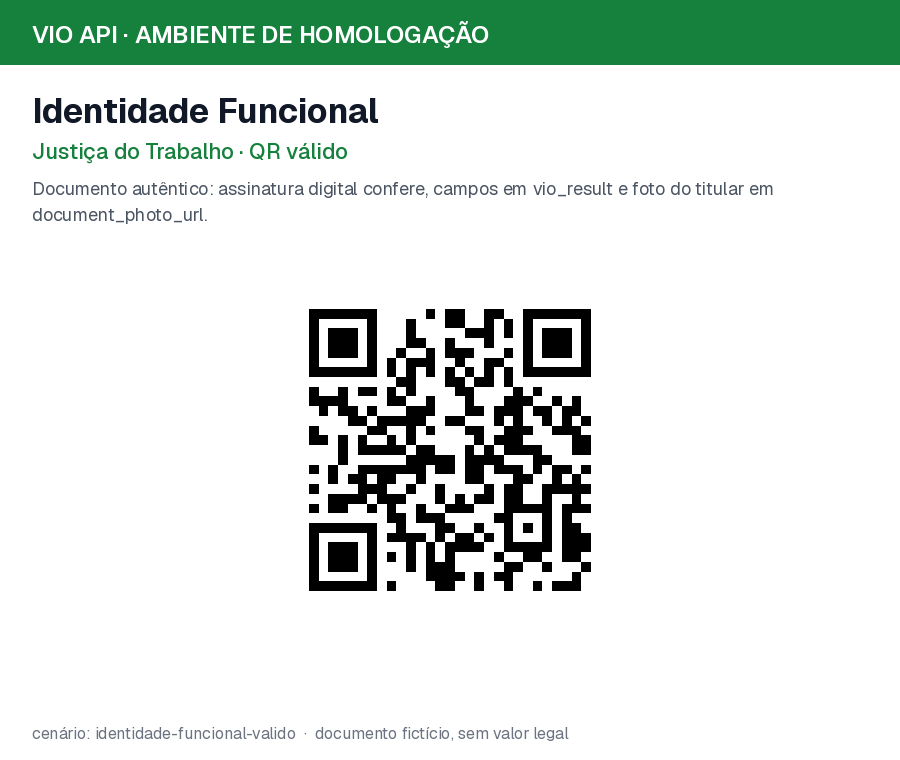 VIO API · AMBIENTE DE HOMOLOGAÇÃO
Identidade Funcional
Justiça do Trabalho · QR válido
Documento autêntico: assinatura digital confere, campos em vio_result e foto do titular em
document_photo_url.
cenário: identidade-funcional-valido · documento fictício, sem valor legal